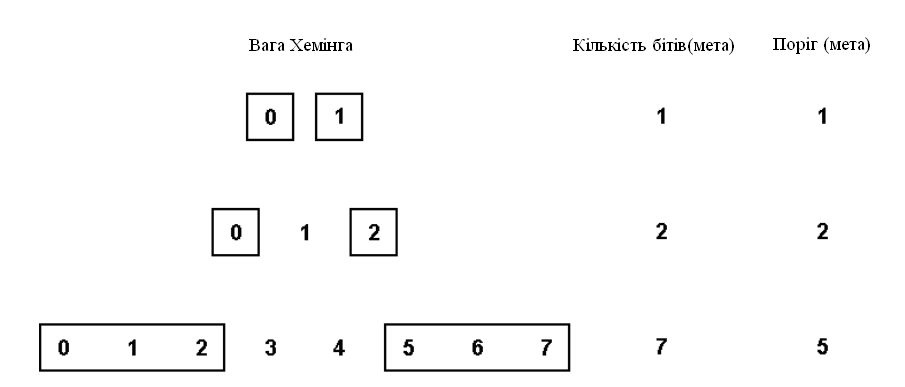 Вага Хемінга Кількість бітів(мета) Поріг (мета)
0 1 1 1
0 1 2 2 2
0 1 2 3 4 5 6 7 7 5